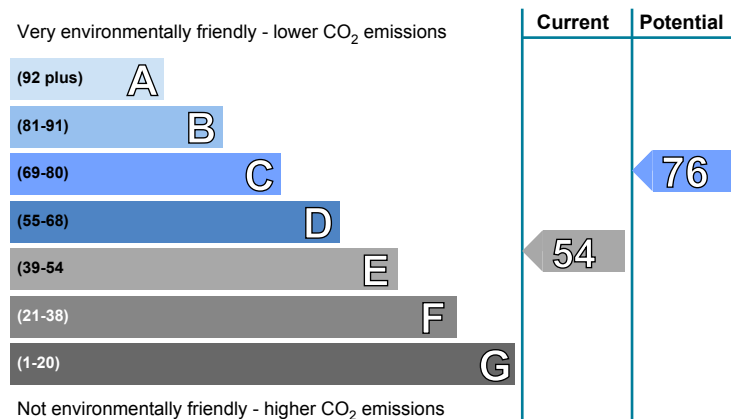 Very environmentally friendly - lower CO2 emissions
Current
Potential
(92 plus) A
(81-91) B
(69-80) C
76
(55-68) D
(39-54 E
54
(21-38) F
(1-20) G
Not environmentally friendly - higher CO2 emissions